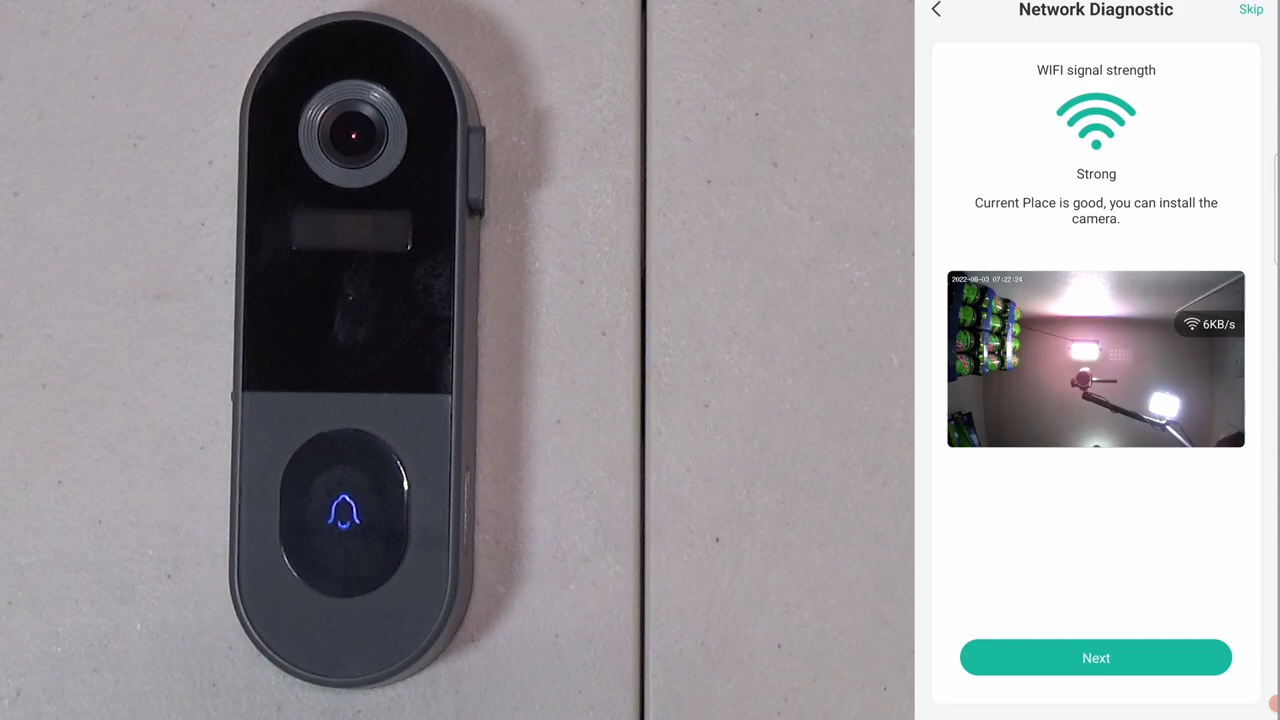 Network Diagnostic
Skip
WIFI signal strength
Strong
Current Place is good, you can install the
camera.
2022-06-03 07:22:24
6KB/s
Next